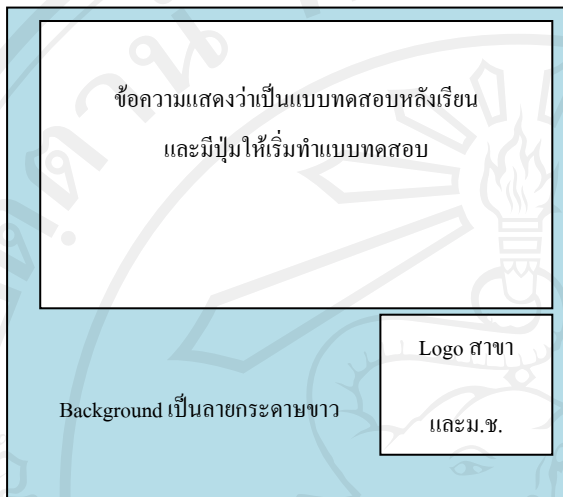 ข้อความแสดงว่าเป็นแบบทดสอบหลังเรียน
และมีปุ่มให้เริ่มทำแบบทดสอบ
Logo สาขา
Background เป็นลายกระดาษขาว
และม.ช.